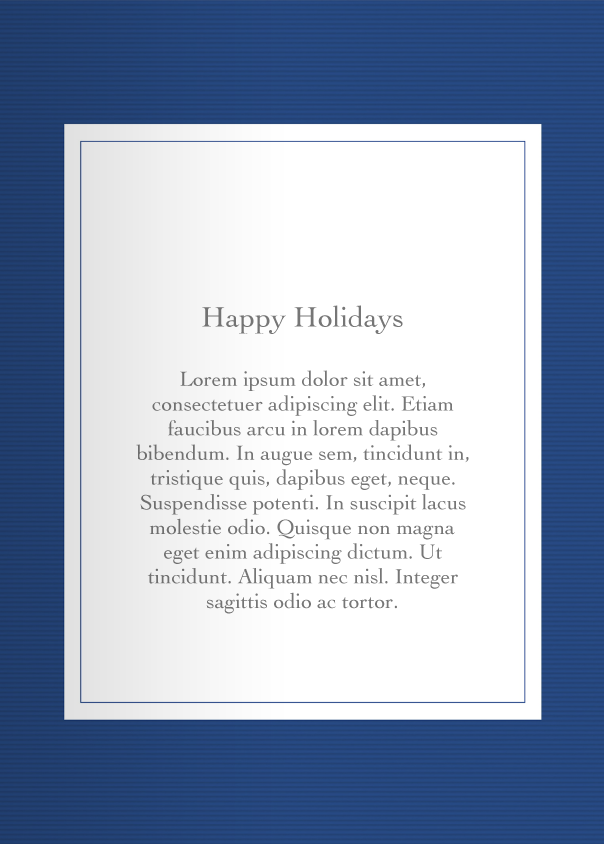 Happy Holidays
Lorem ipsum dolor sit amet,
consectetuer adipiscing elit. Etiam
faucibus arcu in lorem dapibus
bibendum. In augue sem, tincidunt in,
tristique quis, dapibus eget, neque.
Suspendisse potenti. In suscipit lacus
molestie odio. Quisque non magna
eget enim adipiscing dictum. Ut
tincidunt. Aliquam nec nisl. Integer
sagittis odio ac tortor.